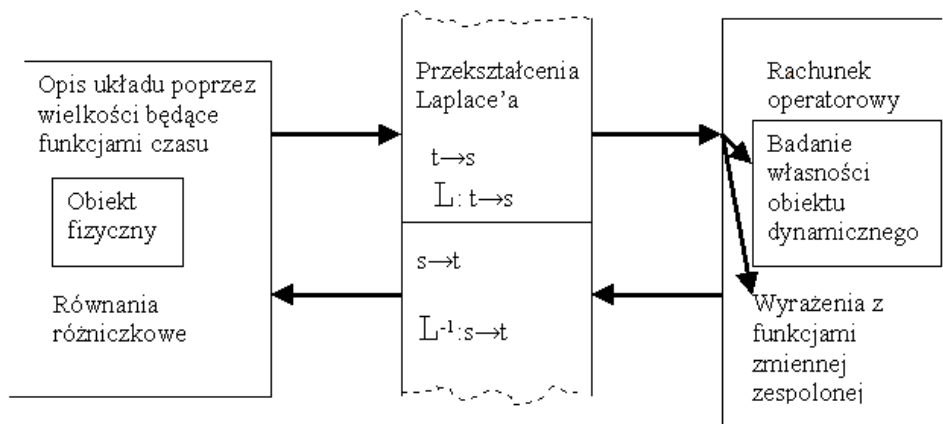 Opis układu poprzez
wielkości będące
funkcjami czasu
Obiekt
fizyczny
Równania
różniczkowe
Przekształcenia
Laplace’a
t→s
L: t→s
s→t
L⁻¹:s→t
Rachunek
operatorowy
Badanie
własności
obiektu
dynamicznego
Wyrażenia z
funkcjami
zmiennej
zespolonej